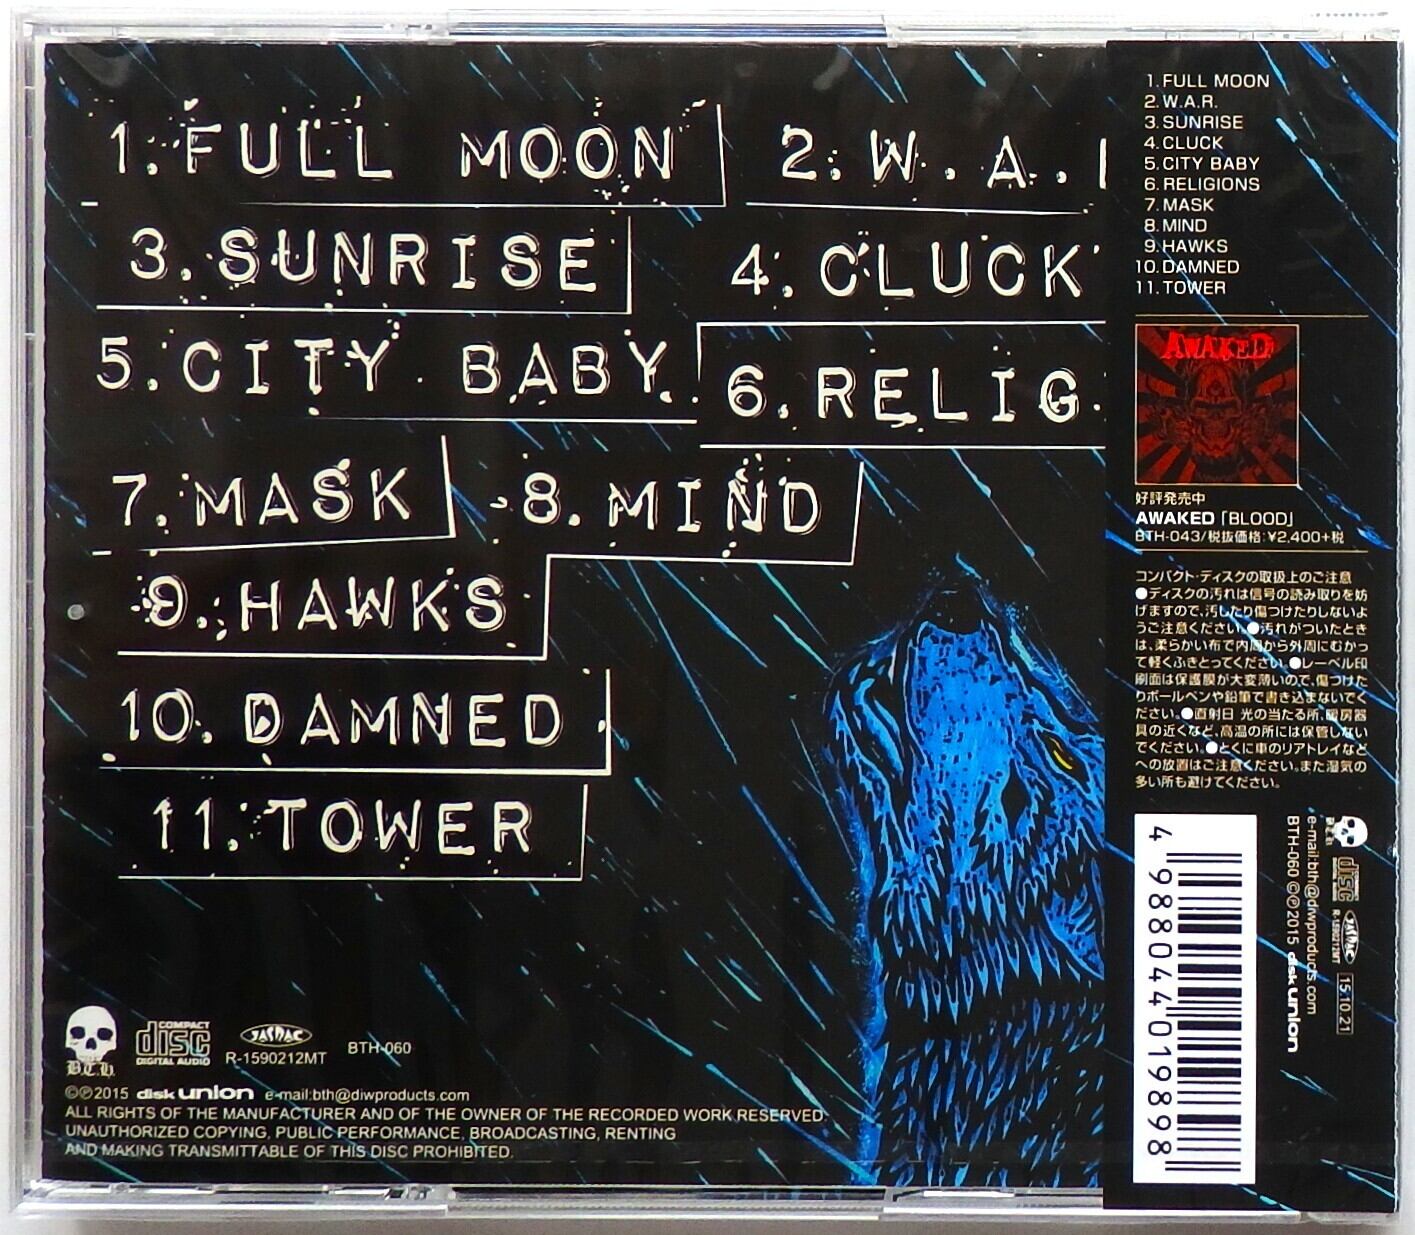 1. FULL MOON
2. W.A.
3. SUNRISE
4. CLUCK
5. CITY BABY
6. RELIG
7. MASK
8. MIND
9. HAWKS
10. DAMNED
11. TOWER
B.T.H.
COMPACT
disc
DIGITAL AUDIO
JASRAC
R-1590212MT
BTH-060
©℗2015 disk union e-mail:bth@diwproducts.com
ALL RIGHTS OF THE MANUFACTURER AND OF THE OWNER OF THE RECORDED WORK RESERVED.
UNAUTHORIZED COPYING, PUBLIC PERFORMANCE, BROADCASTING, RENTING
AND MAKING TRANSMITTABLE OF THIS DISC PROHIBITED.
1. FULL MOON
2. W.A.R.
3. SUNRISE
4. CLUCK
5. CITY BABY
6. RELIGIONS
7. MASK
8. MIND
9. HAWKS
10. DAMNED
11. TOWER
AWAKED
好評発売中
AWAKED「BLOOD」
BTH-043/税抜価格:¥2,400+税
コンパクト・ディスクの取扱上のご注意
●ディスクの汚れは信号の読み取りを妨
げますので、汚したり傷つけたりしないよ
うご注意ください。●汚れがついたとき
は、柔らかい布で内周から外周にむかっ
て軽くふきとってください。●レーベル印
刷面は保護膜が大変薄いので、傷つけた
りボールペンや鉛筆で書き込まないでく
ださい。●直射日光の当たる所、暖房器
具の近くなど、高温の所には保管しない
でください。●とくに車のリアトレイなど
への放置はご注意ください。また湿気の
多い所も避けてください。
B.T.H.
disc
JASRAC
R-1590212MT
15.10.21
e-mail:bth@diwproducts.com
BTH-060 ©℗2015 disk union
4 988044 019898